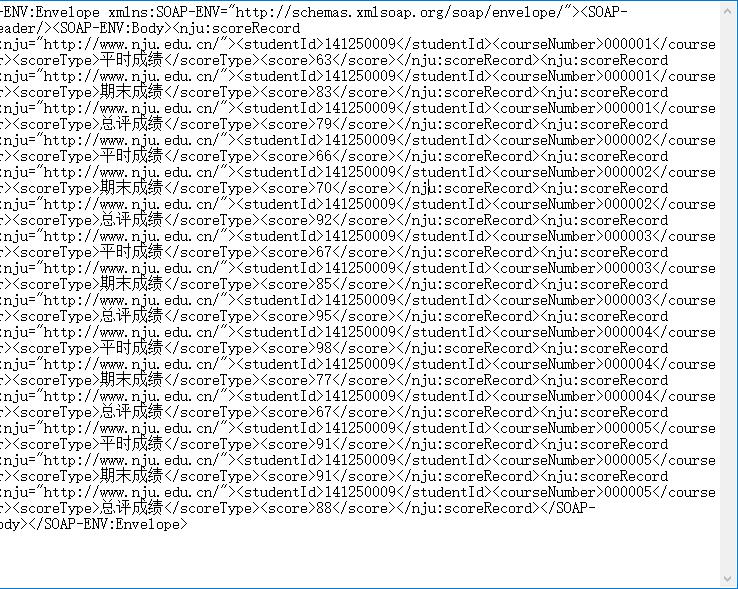 -ENV:Envelope xmlns:SOAP-ENV="http://schemas.xmlsoap.org/soap/envelope/"><SOAP-
eader/><SOAP-ENV:Body><nju:scoreRecord
:nju="http://www.nju.edu.cn/"><studentId>141250009</studentId><courseNumber>000001</course
r><scoreType>平时成绩</scoreType><score>63</score></nju:scoreRecord><nju:scoreRecord
:nju="http://www.nju.edu.cn/"><studentId>141250009</studentId><courseNumber>000001</course
r><scoreType>期末成绩</scoreType><score>83</score></nju:scoreRecord><nju:scoreRecord
:nju="http://www.nju.edu.cn/"><studentId>141250009</studentId><courseNumber>000001</course
r><scoreType>总评成绩</scoreType><score>79</score></nju:scoreRecord><nju:scoreRecord
:nju="http://www.nju.edu.cn/"><studentId>141250009</studentId><courseNumber>000002</course
r><scoreType>平时成绩</scoreType><score>66</score></nju:scoreRecord><nju:scoreRecord
:nju="http://www.nju.edu.cn/"><studentId>141250009</studentId><courseNumber>000002</course
r><scoreType>期末成绩</scoreType><score>70</score></nju:scoreRecord><nju:scoreRecord
:nju="http://www.nju.edu.cn/"><studentId>141250009</studentId><courseNumber>000002</course
r><scoreType>总评成绩</scoreType><score>92</score></nju:scoreRecord><nju:scoreRecord
:nju="http://www.nju.edu.cn/"><studentId>141250009</studentId><courseNumber>000003</course
r><scoreType>平时成绩</scoreType><score>67</score></nju:scoreRecord><nju:scoreRecord
:nju="http://www.nju.edu.cn/"><studentId>141250009</studentId><courseNumber>000003</course
r><scoreType>期末成绩</scoreType><score>85</score></nju:scoreRecord><nju:scoreRecord
:nju="http://www.nju.edu.cn/"><studentId>141250009</studentId><courseNumber>000003</course
r><scoreType>总评成绩</scoreType><score>95</score></nju:scoreRecord><nju:scoreRecord
:nju="http://www.nju.edu.cn/"><studentId>141250009</studentId><courseNumber>000004</course
r><scoreType>平时成绩</scoreType><score>98</score></nju:scoreRecord><nju:scoreRecord
:nju="http://www.nju.edu.cn/"><studentId>141250009</studentId><courseNumber>000004</course
r><scoreType>期末成绩</scoreType><score>77</score></nju:scoreRecord><nju:scoreRecord
:nju="http://www.nju.edu.cn/"><studentId>141250009</studentId><courseNumber>000004</course
r><scoreType>总评成绩</scoreType><score>67</score></nju:scoreRecord><nju:scoreRecord
:nju="http://www.nju.edu.cn/"><studentId>141250009</studentId><courseNumber>000005</course
r><scoreType>平时成绩</scoreType><score>91</score></nju:scoreRecord><nju:scoreRecord
:nju="http://www.nju.edu.cn/"><studentId>141250009</studentId><courseNumber>000005</course
r><scoreType>期末成绩</scoreType><score>91</score></nju:scoreRecord><nju:scoreRecord
:nju="http://www.nju.edu.cn/"><studentId>141250009</studentId><courseNumber>000005</course
r><scoreType>总评成绩</scoreType><score>88</score></nju:scoreRecord></SOAP-
ody></SOAP-ENV:Envelope>